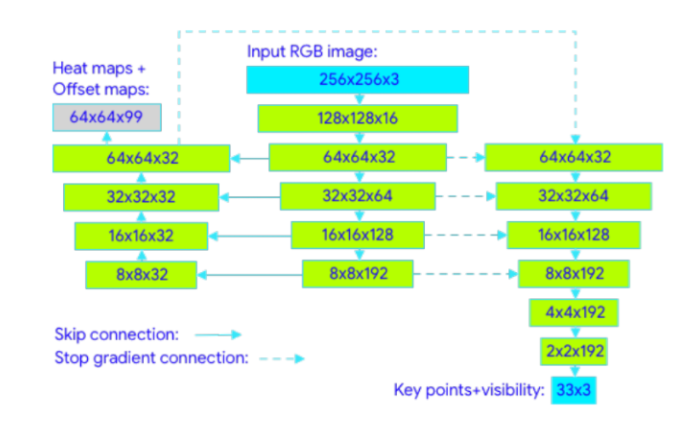 Input RGB image:
Heat maps +
Offset maps:
256x256x3
64x64x99
128x128x16
64x64x32
64x64x32
64x64x32
32x32x32
32x32x64
32x32x64
16x16x32
16x16x128
16x16x128
8x8x32
8x8x192
8x8x192
4x4x192
Skip connection:
2x2x192
Stop gradient connection:
Key points+visibility:
33x3